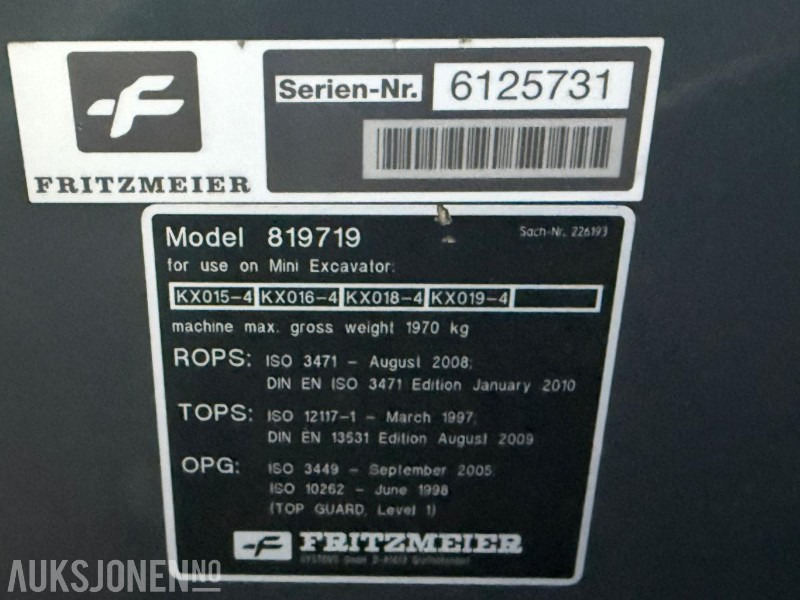 Serien-Nr. 6125731
FRITZMEIER
Model 819719
Sach-Nr. 226193
for use on Mini Excavator:
KX015-4 KX016-4 KX018-4 KX019-4
machine max. gross weight 1970 kg
ROPS: ISO 3471 - August 2008;
DIN EN ISO 3471 Edition January 2010
TOPS: ISO 12117-1 - March 1997;
DIN EN 13531 Edition August 2009
OPG: ISO 3449 - September 2005;
ISO 10262 - June 1998
(TOP GUARD, Level 1)
FRITZMEIER
AUKSJONEN.NO